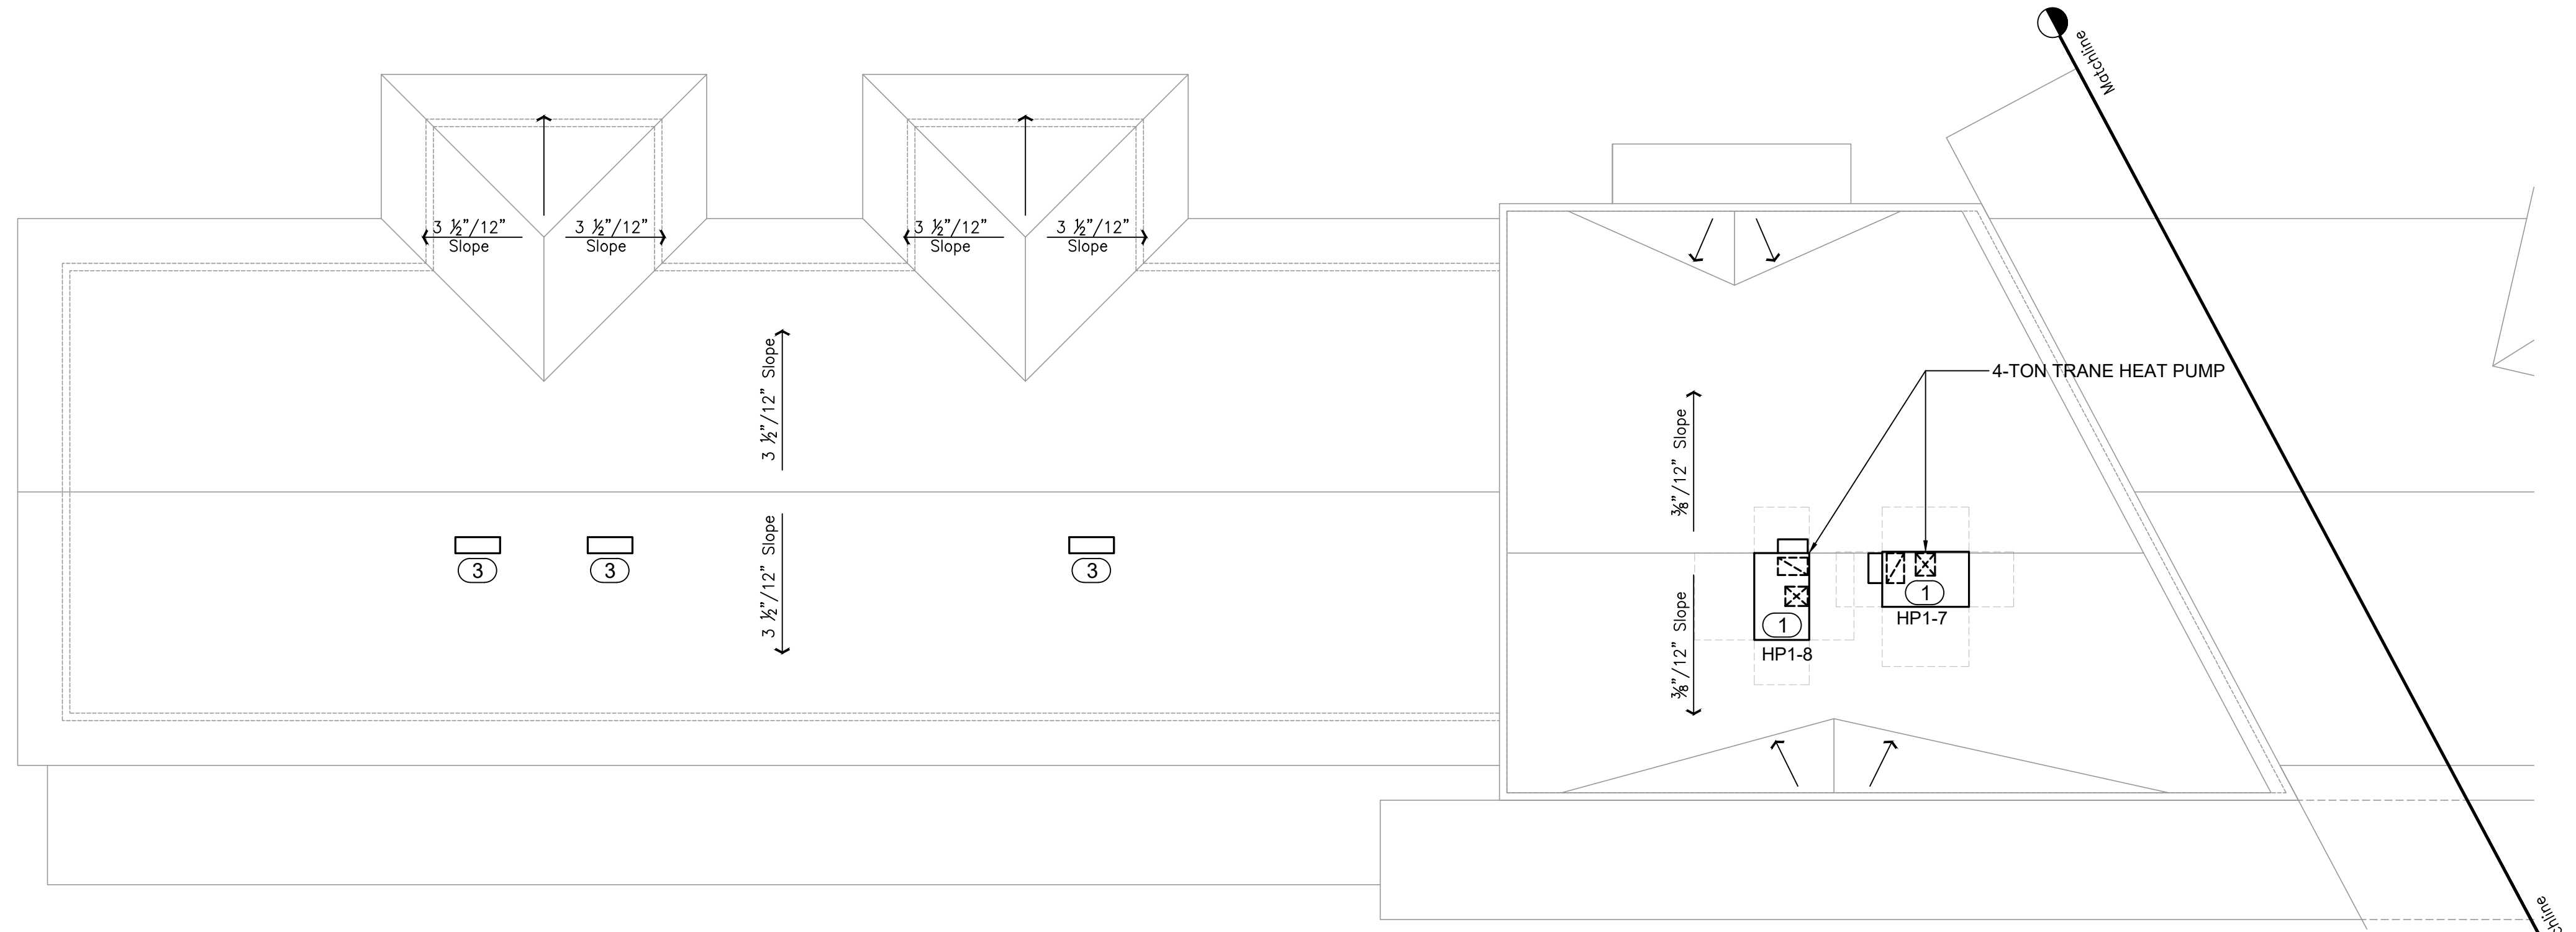 Matchline
3 ½"/12"
Slope
3 ½"/12"
Slope
3 ½"/12"
Slope
3 ½"/12"
Slope
3 ½"/12" Slope
4-TON TRANE HEAT PUMP
⅜"/12" Slope
3 ½"/12" Slope
3
3
3
⅜"/12" Slope
1
HP1-7
1
HP1-8